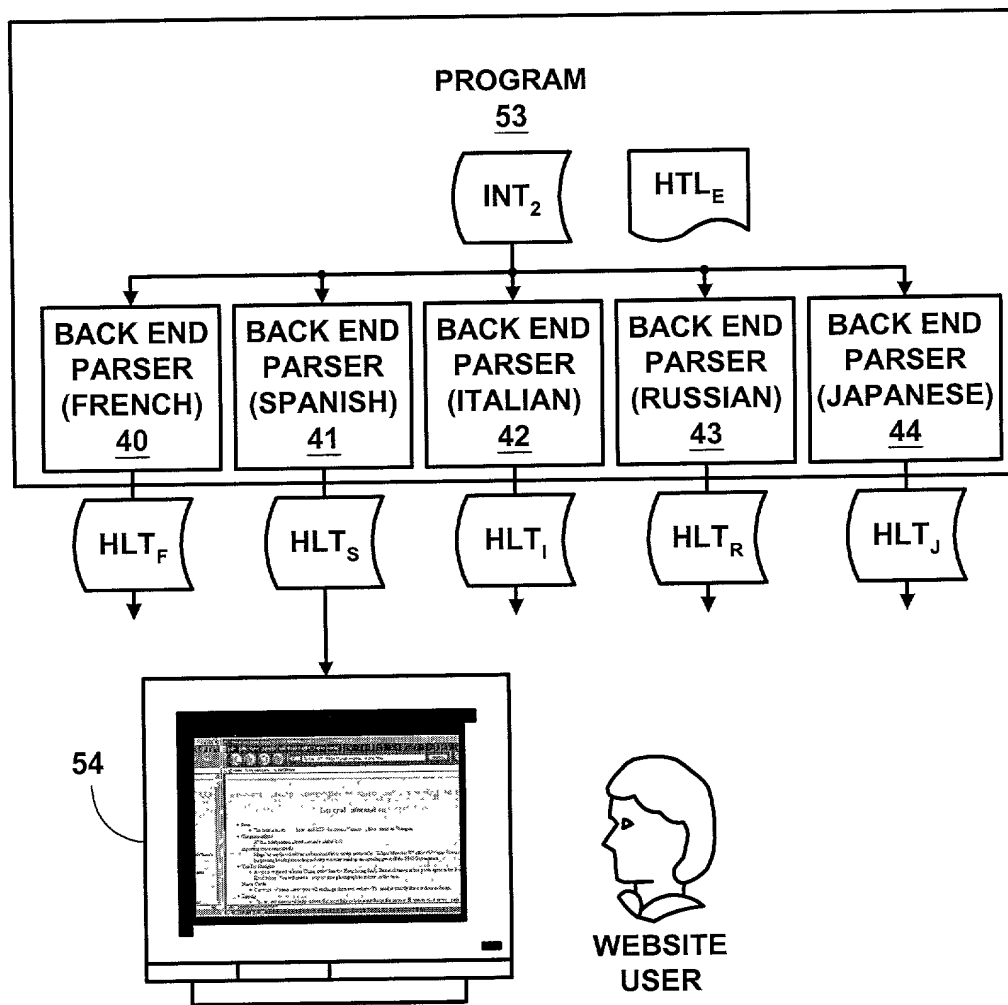 PROGRAM
53
INT2
HTLE
BACK END
PARSER
(FRENCH)
40
BACK END
PARSER
(SPANISH)
41
BACK END
PARSER
(ITALIAN)
42
BACK END
PARSER
(RUSSIAN)
43
BACK END
PARSER
(JAPANESE)
44
HLTF
HLTS
HLTI
HLTR
HLTJ
54
WEBSITE
USER